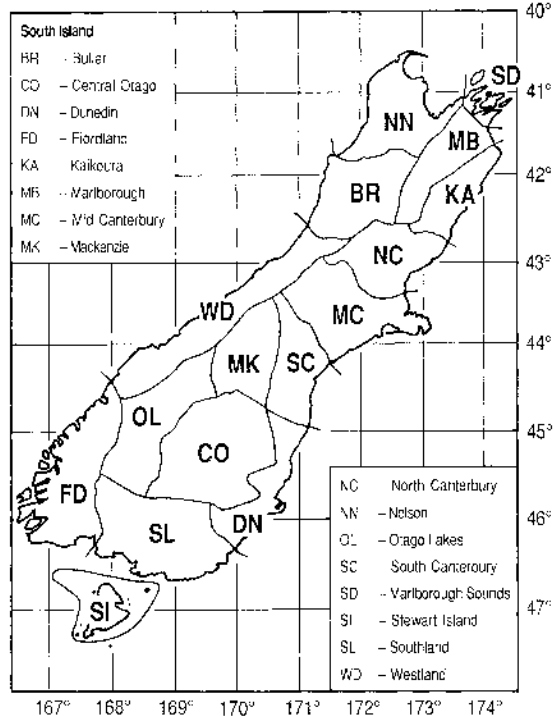 South Island
BR – Buller
CO – Central Otago
DN – Dunedin
FD – Fiordland
KA – Kaikoura
MB – Marlborough
MC – Mid Canterbury
MK – Mackenzie
40°
41°
42°
43°
44°
45°
46°
47°
SD
NN
MB
BR
KA
NC
WD
MC
MK
SC
OL
CO
FD
SL
DN
SI
NC – North Canterbury
NN – Nelson
OL – Otago Lakes
SC – South Canterbury
SD – Marlborough Sounds
SI – Stewart Island
SL – Southland
WD – Westland
167° 168° 169° 170° 171° 172° 173° 174°